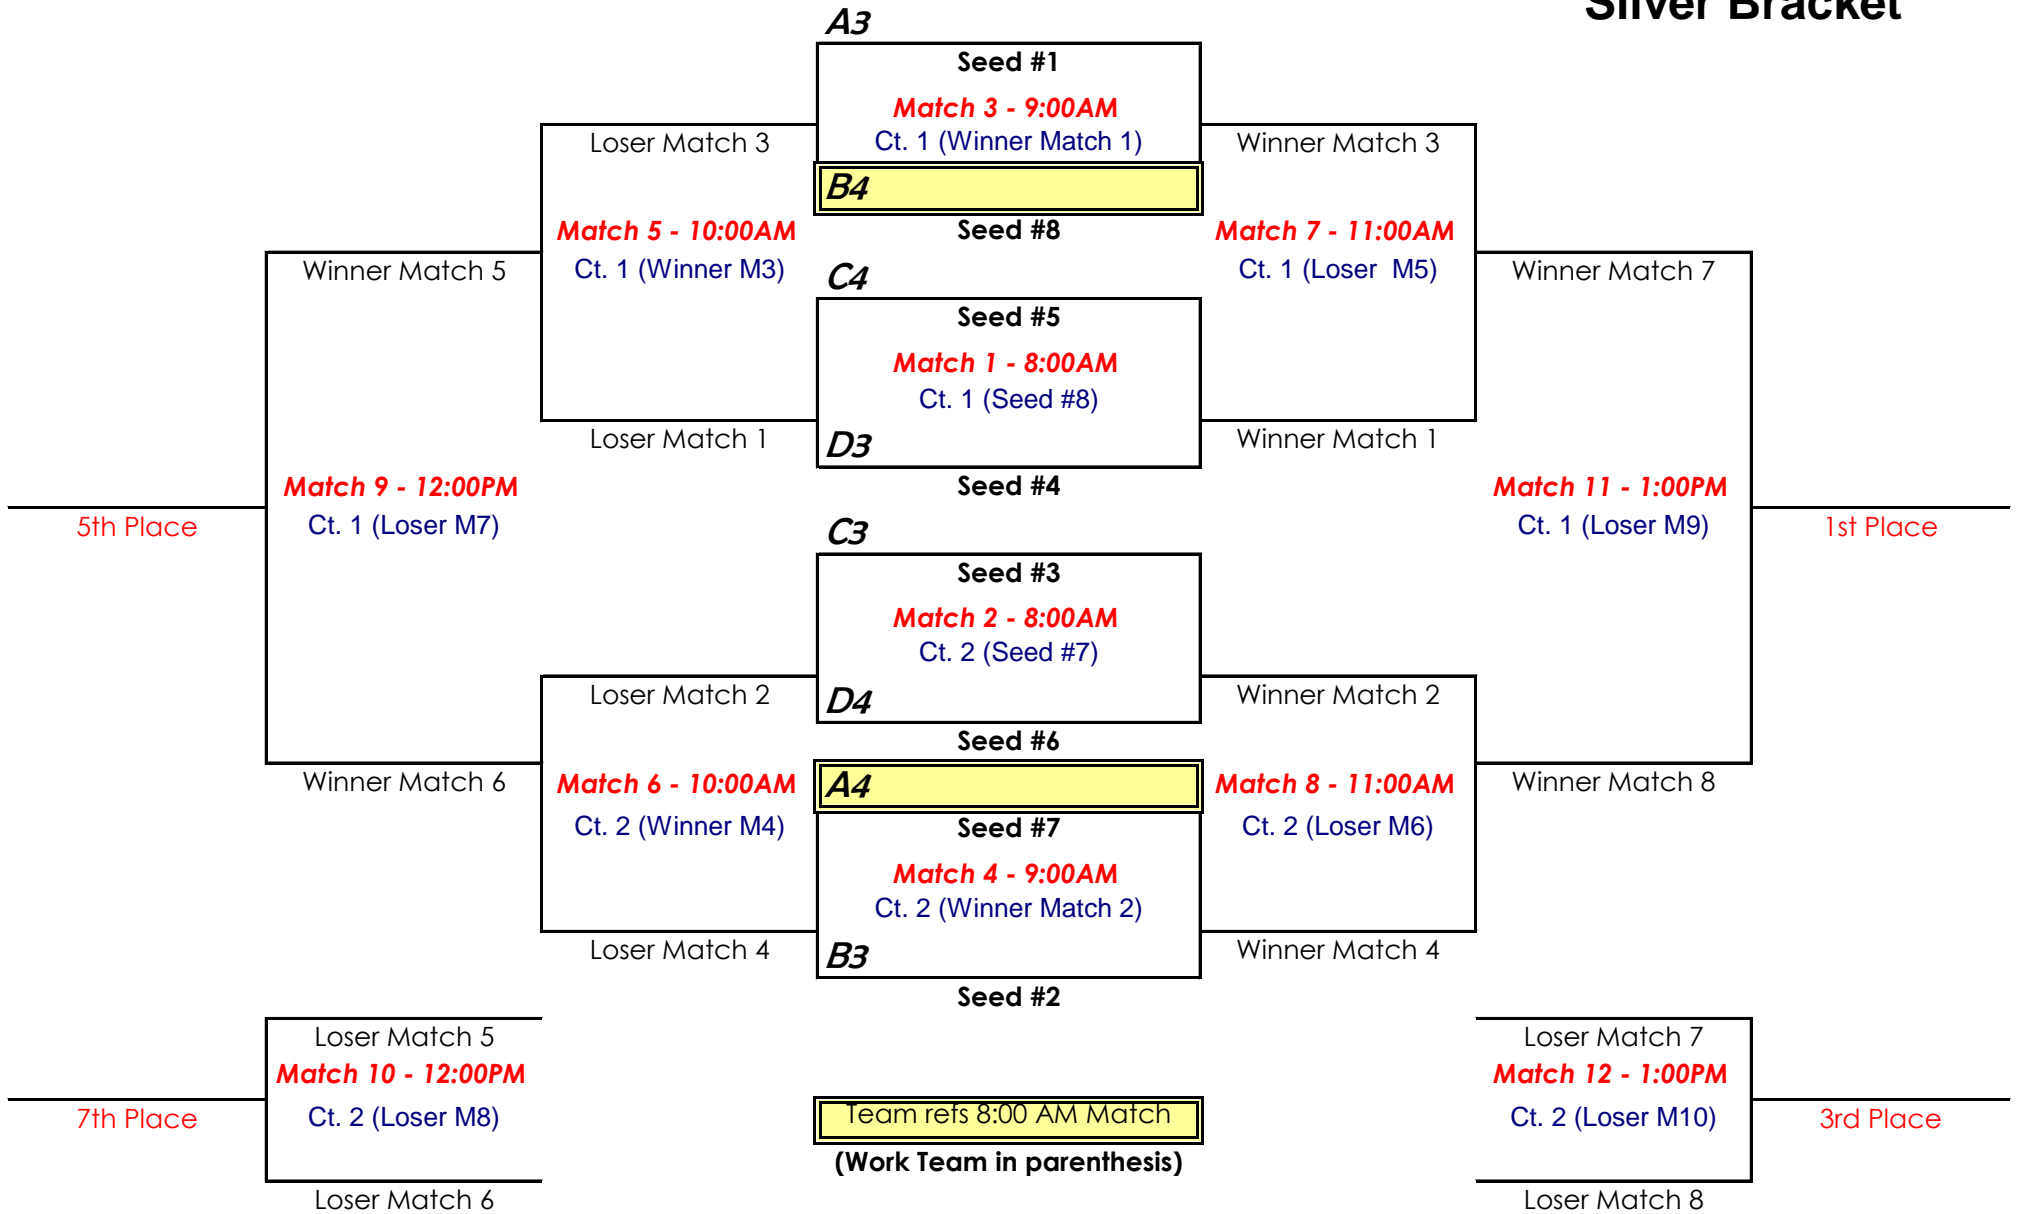 Silver Bracket
A3
Seed #1
Match 3 - 9:00AM
Loser Match 3
Ct. 1 (Winner Match 1)
Winner Match 3
B4
Match 5 - 10:00AM
Seed #8
Match 7 - 11:00AM
Winner Match 5
Ct. 1 (Winner M3)
C4
Ct. 1 (Loser  M5)
Winner Match 7
Seed #5
Match 1 - 8:00AM
Ct. 1 (Seed #8)
Loser Match 1
D3
Winner Match 1
Match 9 - 12:00PM
Seed #4
Match 11 - 1:00PM
5th Place
Ct. 1 (Loser M7)
C3
Ct. 1 (Loser M9)
1st Place
Seed #3
Match 2 - 8:00AM
Ct. 2 (Seed #7)
Loser Match 2
D4
Winner Match 2
Seed #6
Winner Match 6
Match 6 - 10:00AM
A4
Match 8 - 11:00AM
Winner Match 8
Ct. 2 (Winner M4)
Seed #7
Ct. 2 (Loser M6)
Match 4 - 9:00AM
Ct. 2 (Winner Match 2)
Loser Match 4
B3
Winner Match 4
Seed #2
Loser Match 5
Loser Match 7
Match 10 - 12:00PM
Match 12 - 1:00PM
7th Place
Ct. 2 (Loser M8)
Team refs 8:00 AM Match
Ct. 2 (Loser M10)
3rd Place
(Work Team in parenthesis)
Loser Match 6
Loser Match 8